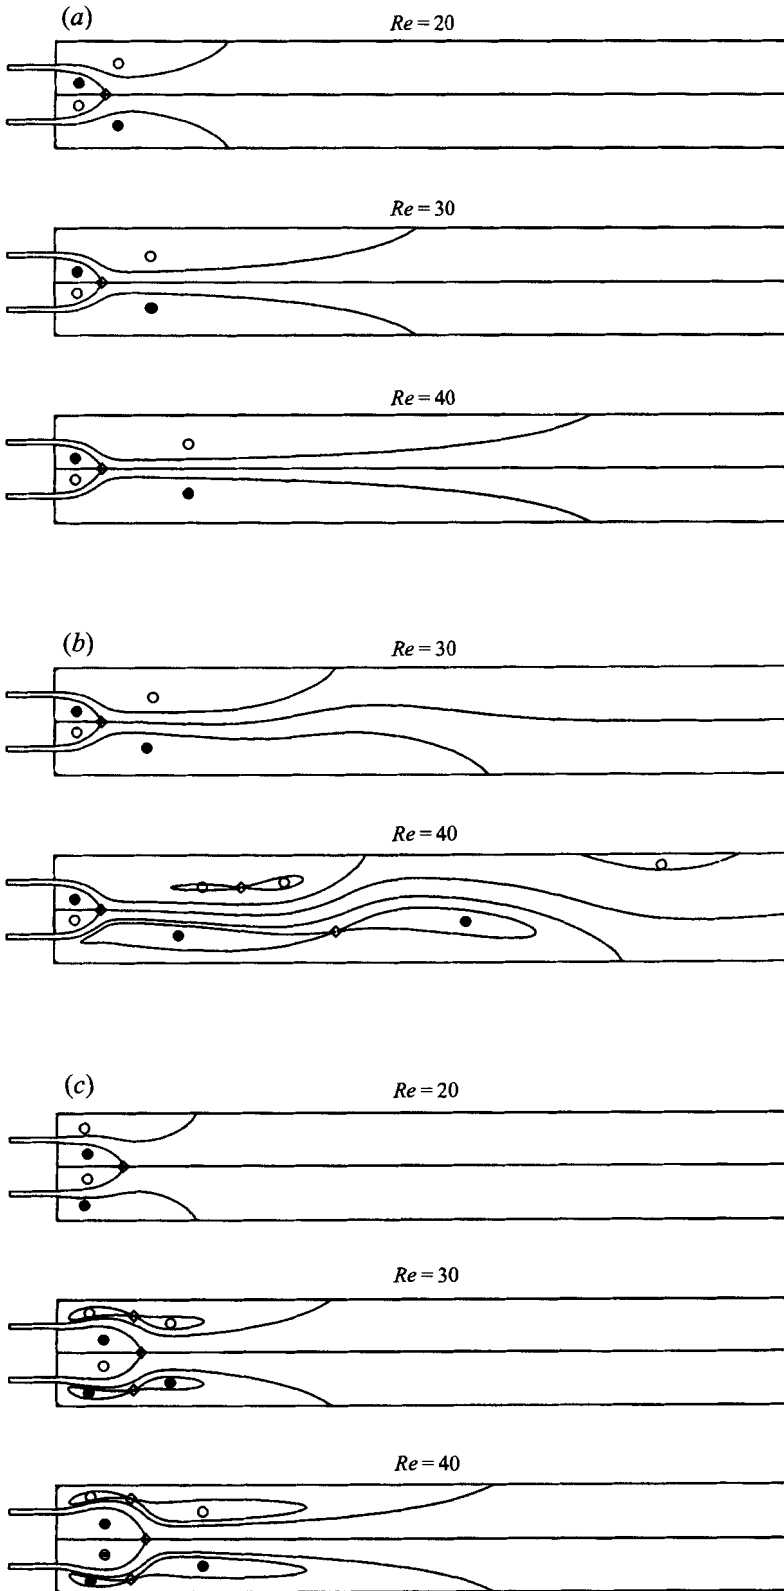 (a)
Re = 20
Re = 30
Re = 40
(b)
Re = 30
Re = 40
(c)
Re = 20
Re = 30
Re = 40